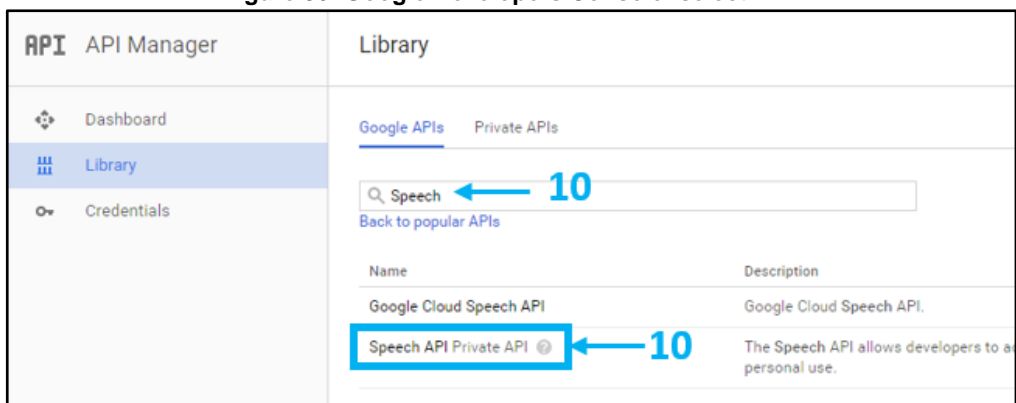 API API Manager
Library
Dashboard
Google APIs Private APIs
Library
Speech 10
Credentials
Back to popular APIs
Name Description
Google Cloud Speech API Google Cloud Speech API.
Speech API Private API 10 The Speech API allows developers to
personal use.